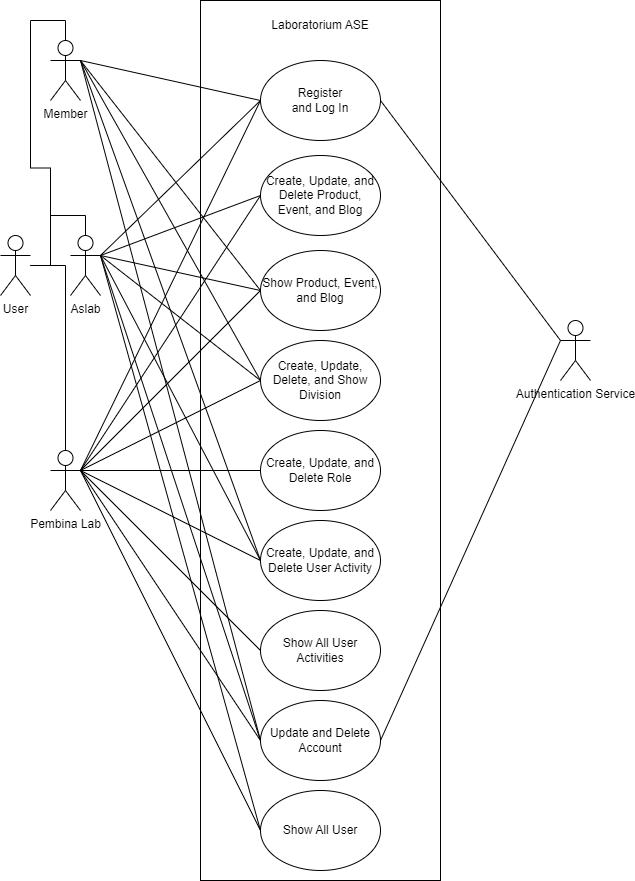 Laboratorium ASE
Member
Register
and Log In
Create, Update, and
Delete Product,
Event, and Blog
User
Aslab
Show Product, Event,
and Blog
Create, Update,
Delete, and Show
Division
Authentication Service
Create, Update, and
Delete Role
Pembina Lab
Create, Update, and
Delete User Activity
Show All User
Activities
Update and Delete
Account
Show All User